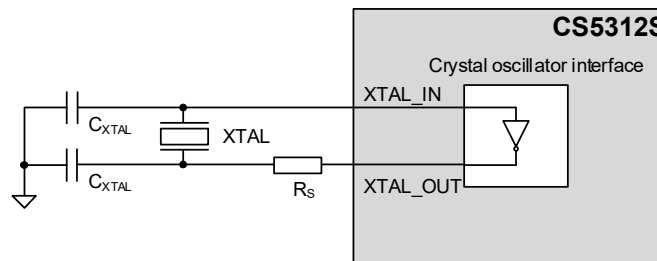 CS5312S
Crystal oscillator interface
XTAL_IN
CXTAL
XTAL
CXTAL
RS
XTAL_OUT